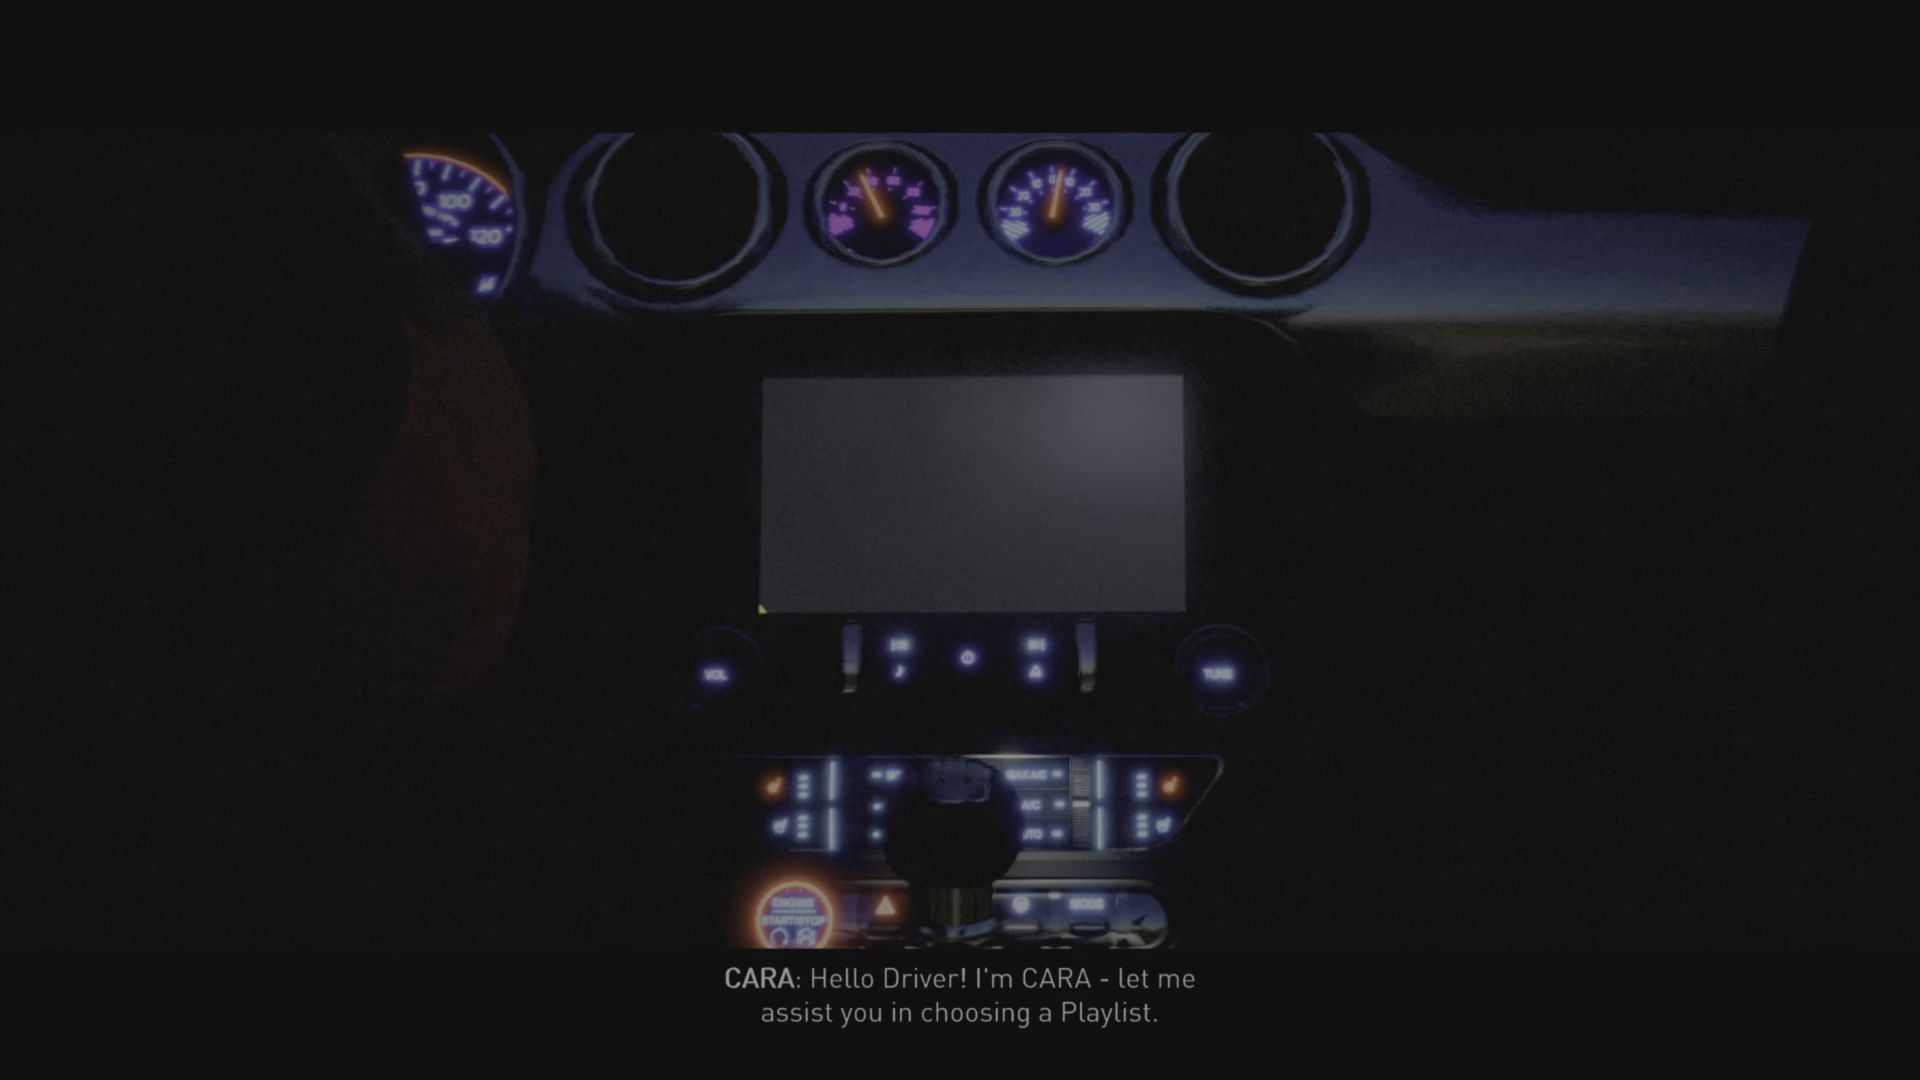 100
120
VOL
TUNE
MAX A/C
A/C
ENGINE
START/STOP
MODE
CARA: Hello Driver! I'm CARA - let me
assist you in choosing a Playlist.